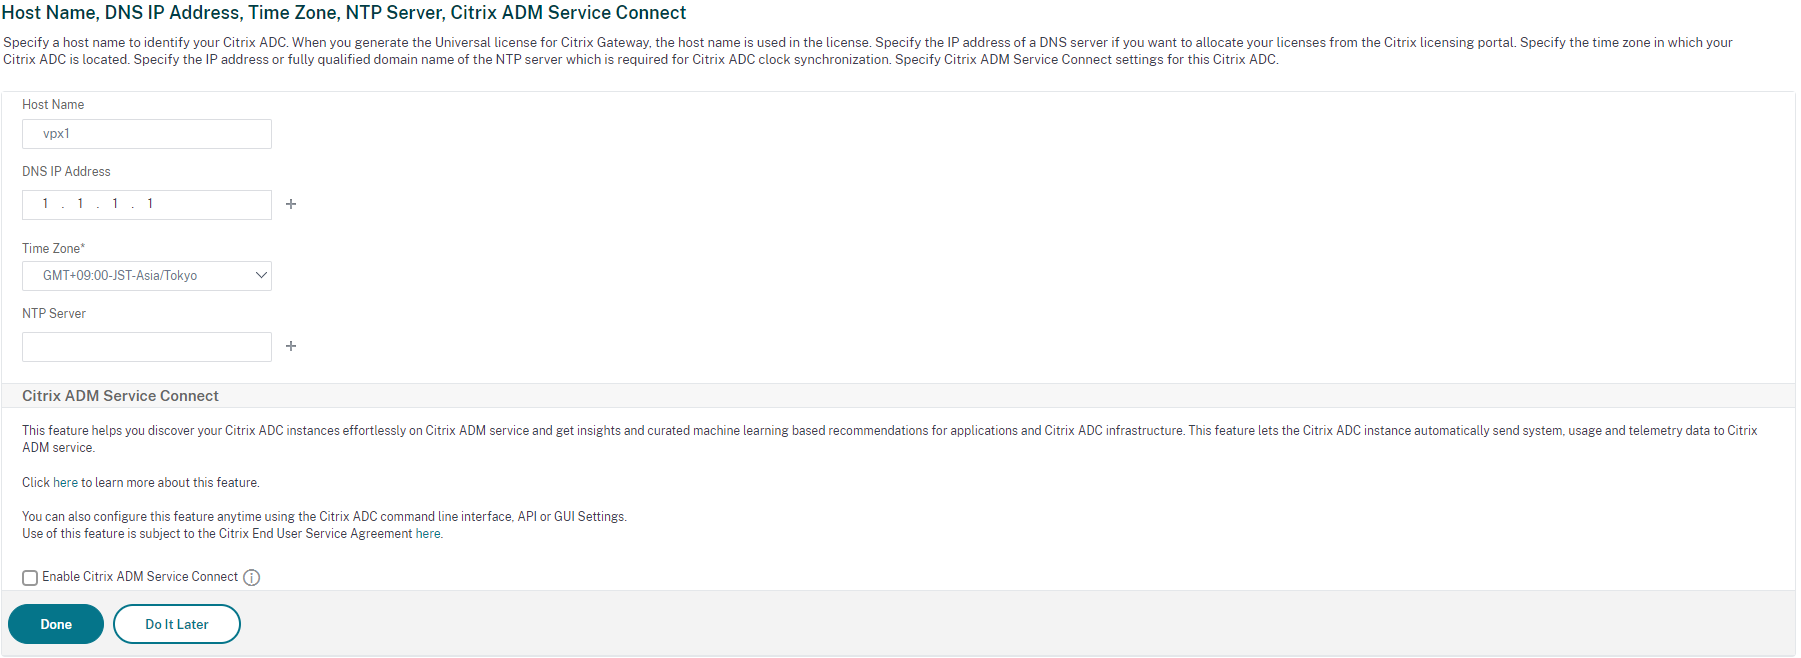 Host Name, DNS IP Address, Time Zone, NTP Server, Citrix ADM Service Connect
Specify a host name to identify your Citrix ADC. When you generate the Universal license for Citrix Gateway, the host name is used in the license. Specify the IP address of a DNS server if you want to allocate your licenses from the Citrix licensing portal. Specify the time zone in which your
Citrix ADC is located. Specify the IP address or fully qualified domain name of the NTP server which is required for Citrix ADC clock synchronization. Specify Citrix ADM Service Connect settings for this Citrix ADC.
Host Name
vpx1
DNS IP Address
1 . 1 . 1 . 1
+
Time Zone*
GMT+09:00-JST-Asia/Tokyo
NTP Server
+
Citrix ADM Service Connect
This feature helps you discover your Citrix ADC instances effortlessly on Citrix ADM service and get insights and curated machine learning based recommendations for applications and Citrix ADC infrastructure. This feature lets the Citrix ADC instance automatically send system, usage and telemetry data to Citrix
ADM service.
Click here to learn more about this feature.
You can also configure this feature anytime using the Citrix ADC command line interface, API or GUI Settings.
Use of this feature is subject to the Citrix End User Service Agreement here.
Enable Citrix ADM Service Connect i
Done
Do It Later